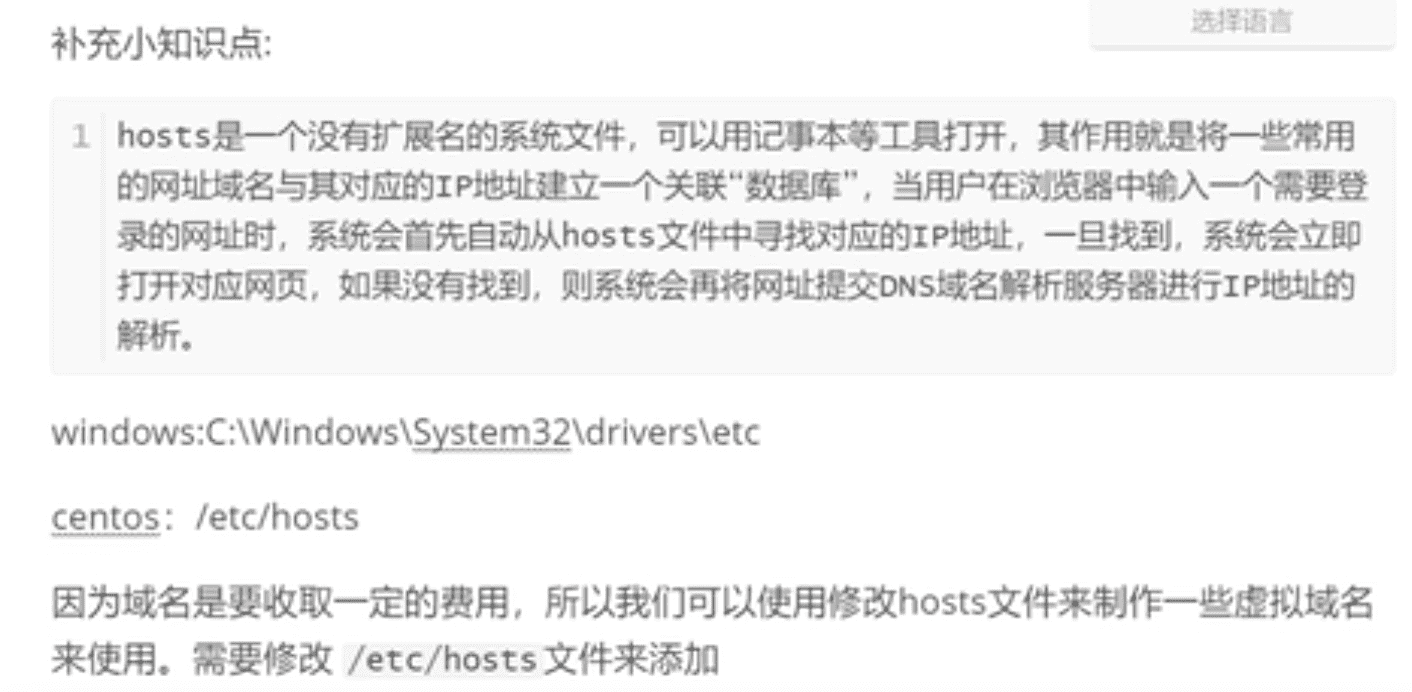 选择语言
补充小知识点:
1 hosts是一个没有扩展名的系统文件，可以用记事本等工具打开，其作用就是将一些常用
的网址域名与其对应的IP地址建立一个关联“数据库”，当用户在浏览器中输入一个需要登
录的网址时，系统会首先自动从hosts文件中寻找对应的IP地址，一旦找到，系统会立即
打开对应网页，如果没有找到，则系统会再将网址提交DNS域名解析服务器进行IP地址的
解析。
windows:C:\Windows\System32\drivers\etc
centos：/etc/hosts
因为域名是要收取一定的费用，所以我们可以使用修改hosts文件来制作一些虚拟域名
来使用。需要修改 /etc/hosts文件来添加